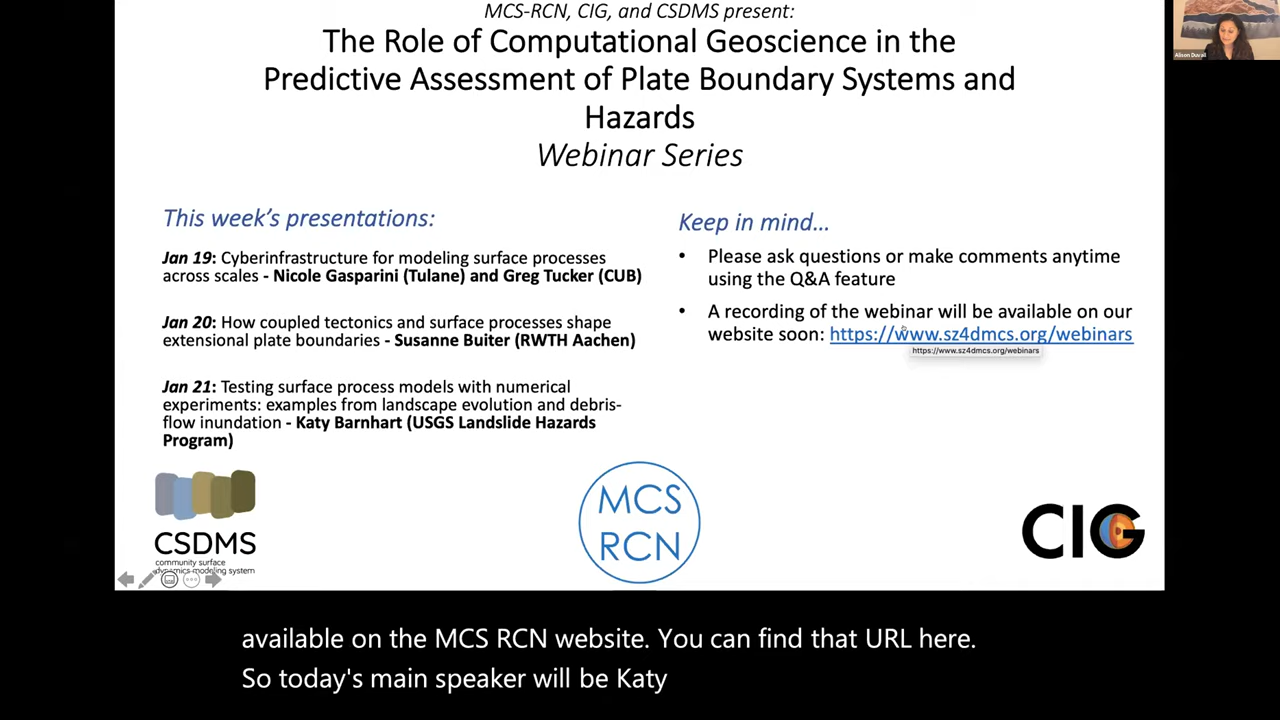 MCS-RCN, CIG, and CSDMS present:
The Role of Computational Geoscience in the
Predictive Assessment of Plate Boundary Systems and
Hazards
Webinar Series
Alison Duvall
This week's presentations:
Jan 19: Cyberinfrastructure for modeling surface processes
across scales - Nicole Gasparini (Tulane) and Greg Tucker (CUB)
Jan 20: How coupled tectonics and surface processes shape
extensional plate boundaries - Susanne Buiter (RWTH Aachen)
Jan 21: Testing surface process models with numerical
experiments: examples from landscape evolution and debris-
flow inundation - Katy Barnhart (USGS Landslide Hazards
Program)
Keep in mind...
• Please ask questions or make comments anytime
using the Q&A feature
• A recording of the webinar will be available on our
website soon: https://www.sz4dmcs.org/webinars
https://www.sz4dmcs.org/webinars
CSDMS
community surface
dynamics modeling system
MCS
RCN
CIG
available on the MCS RCN website. You can find that URL here.
So today's main speaker will be Katy